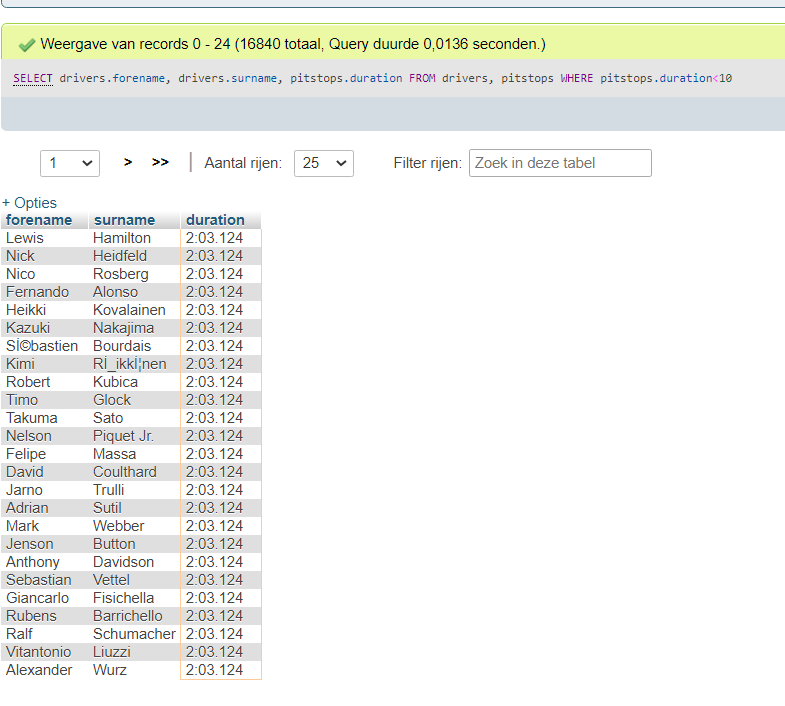 Weergave van records 0 - 24 (16840 totaal, Query duurde 0,0136 seconden.)
SELECT drivers.forename, drivers.surname, pitstops.duration FROM drivers, pitstops WHERE pitstops.duration<10
1 > >> | Aantal rijen: 25 Filter rijen: Zoek in deze tabel
+ Opties
forename surname duration
Lewis Hamilton 2:03.124
Nick Heidfeld 2:03.124
Nico Rosberg 2:03.124
Fernando Alonso 2:03.124
Heikki Kovalainen 2:03.124
Kazuki Nakajima 2:03.124
Sİ©bastien Bourdais 2:03.124
Kimi Rİ_ikkİ¦nen 2:03.124
Robert Kubica 2:03.124
Timo Glock 2:03.124
Takuma Sato 2:03.124
Nelson Piquet Jr. 2:03.124
Felipe Massa 2:03.124
David Coulthard 2:03.124
Jarno Trulli 2:03.124
Adrian Sutil 2:03.124
Mark Webber 2:03.124
Jenson Button 2:03.124
Anthony Davidson 2:03.124
Sebastian Vettel 2:03.124
Giancarlo Fisichella 2:03.124
Rubens Barrichello 2:03.124
Ralf Schumacher 2:03.124
Vitantonio Liuzzi 2:03.124
Alexander Wurz 2:03.124